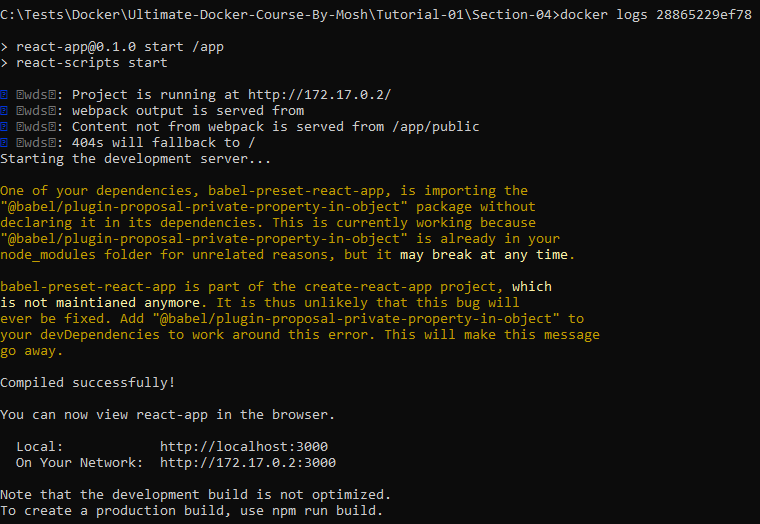 C:\Tests\Docker\Ultimate-Docker-Course-By-Mosh\Tutorial-01\Section-04>docker logs 28865229ef78
> react-app@0.1.0 start /app
> react-scripts start
wds: Project is running at http://172.17.0.2/
wds: webpack output is served from
wds: Content not from webpack is served from /app/public
wds: 404s will fallback to /
Starting the development server...
One of your dependencies, babel-preset-react-app, is importing the
"@babel/plugin-proposal-private-property-in-object" package without
declaring it in its dependencies. This is currently working because
"@babel/plugin-proposal-private-property-in-object" is already in your
node_modules folder for unrelated reasons, but it may break at any time.
babel-preset-react-app is part of the create-react-app project, which
is not maintianed anymore. It is thus unlikely that this bug will
ever be fixed. Add "@babel/plugin-proposal-private-property-in-object" to
your devDependencies to work around this error. This will make this message
go away.
Compiled successfully!
You can now view react-app in the browser.
Local: http://localhost:3000
On Your Network: http://172.17.0.2:3000
Note that the development build is not optimized.
To create a production build, use npm run build.